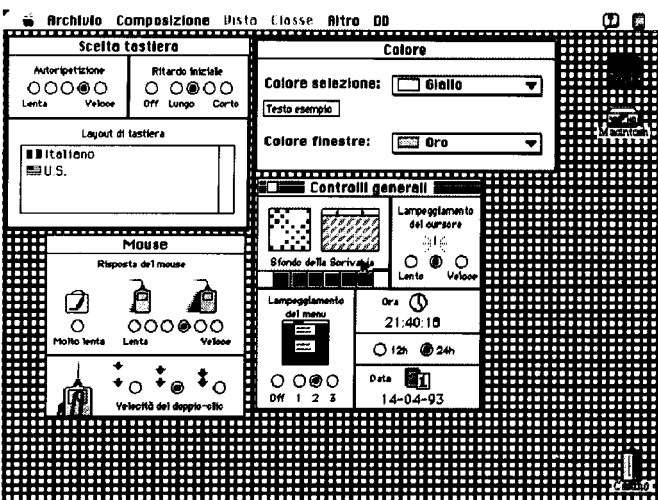 Archivio Composizione Vista Classe Altro DD
Scelta tastiera
Autoripetizione
Lenta Veloce
Ritardo iniziale
Off Lungo Corto
Layout di tastiera
Italiano
U.S.
Colore
Colore selezione: Giallo
Testo esempio
Colore finestre: Oro
Macintosh
Controlli generali
Sfondo della Scrivania
Lampeggiamento
del cursore
Lento Veloce
Lampeggiamento
del menu
Off 1 2 3
Ora
21:40:18
12h 24h
Data
14-04-93
Mouse
Risposta del mouse
Molto lenta Lenta Veloce
Velocità del doppio-clic
Cestino